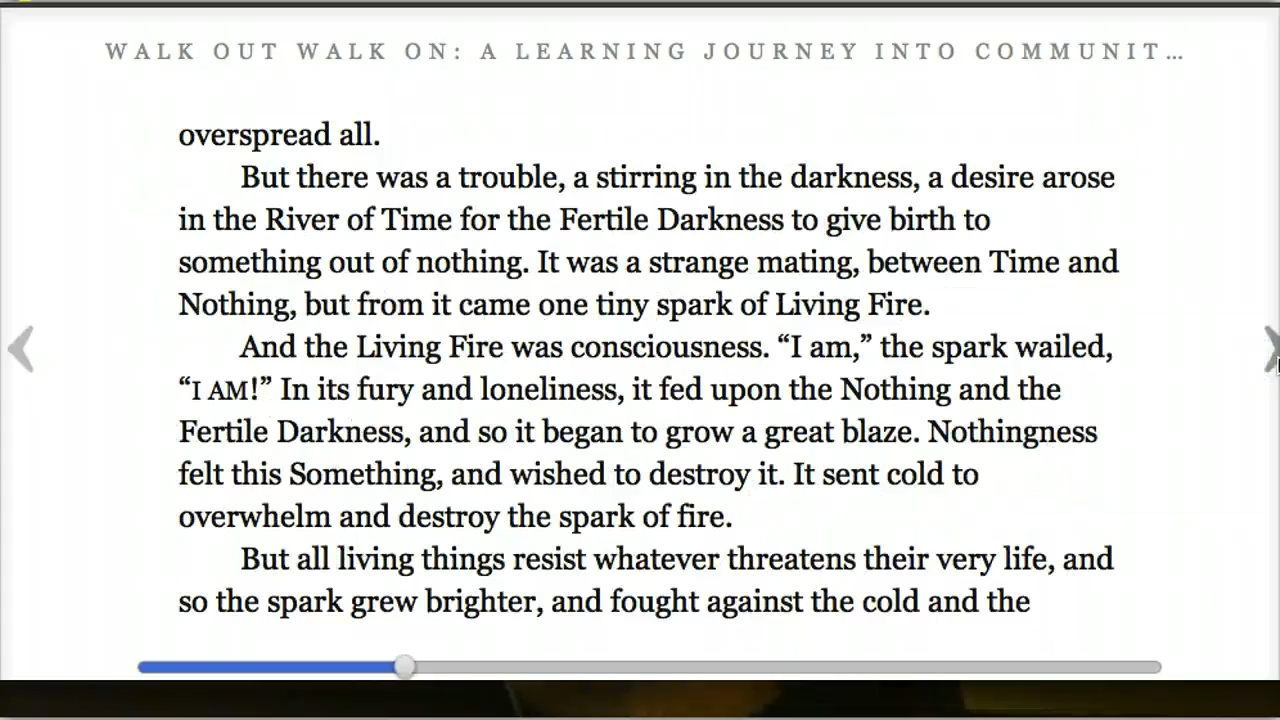 WALK OUT WALK ON: A LEARNING JOURNEY INTO COMMUNIT…
overspread all.
But there was a trouble, a stirring in the darkness, a desire arose
in the River of Time for the Fertile Darkness to give birth to
something out of nothing. It was a strange mating, between Time and
Nothing, but from it came one tiny spark of Living Fire.
And the Living Fire was consciousness. “I am,” the spark wailed,
“I AM!” In its fury and loneliness, it fed upon the Nothing and the
Fertile Darkness, and so it began to grow a great blaze. Nothingness
felt this Something, and wished to destroy it. It sent cold to
overwhelm and destroy the spark of fire.
But all living things resist whatever threatens their very life, and
so the spark grew brighter, and fought against the cold and the